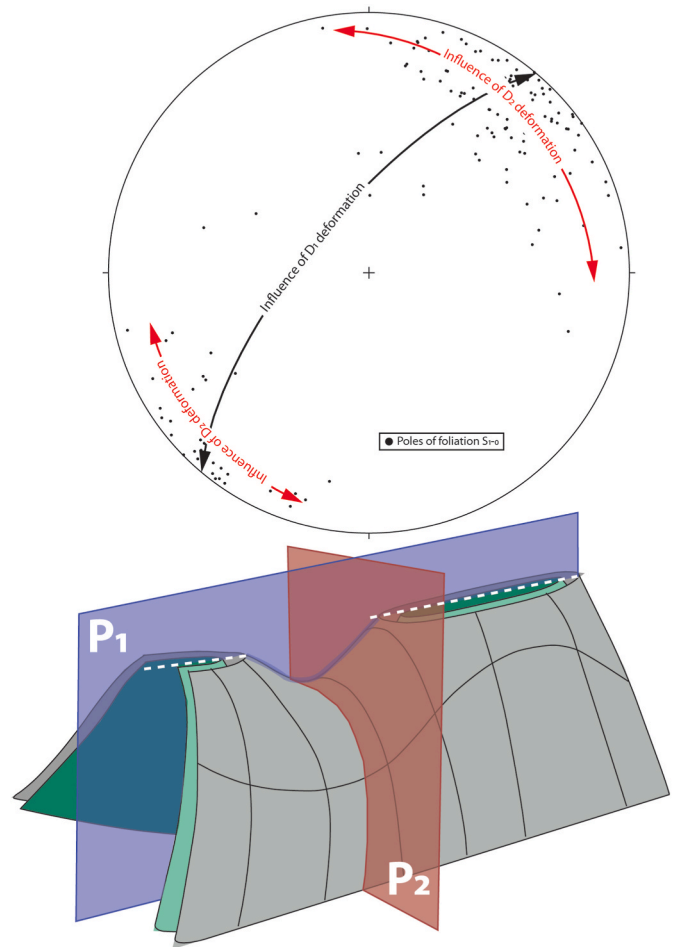 Influence of D₂ deformation
Influence of D₁ deformation
Influence of D₂ deformation
● Poles of foliation S₁₋₀
P₁
P₂